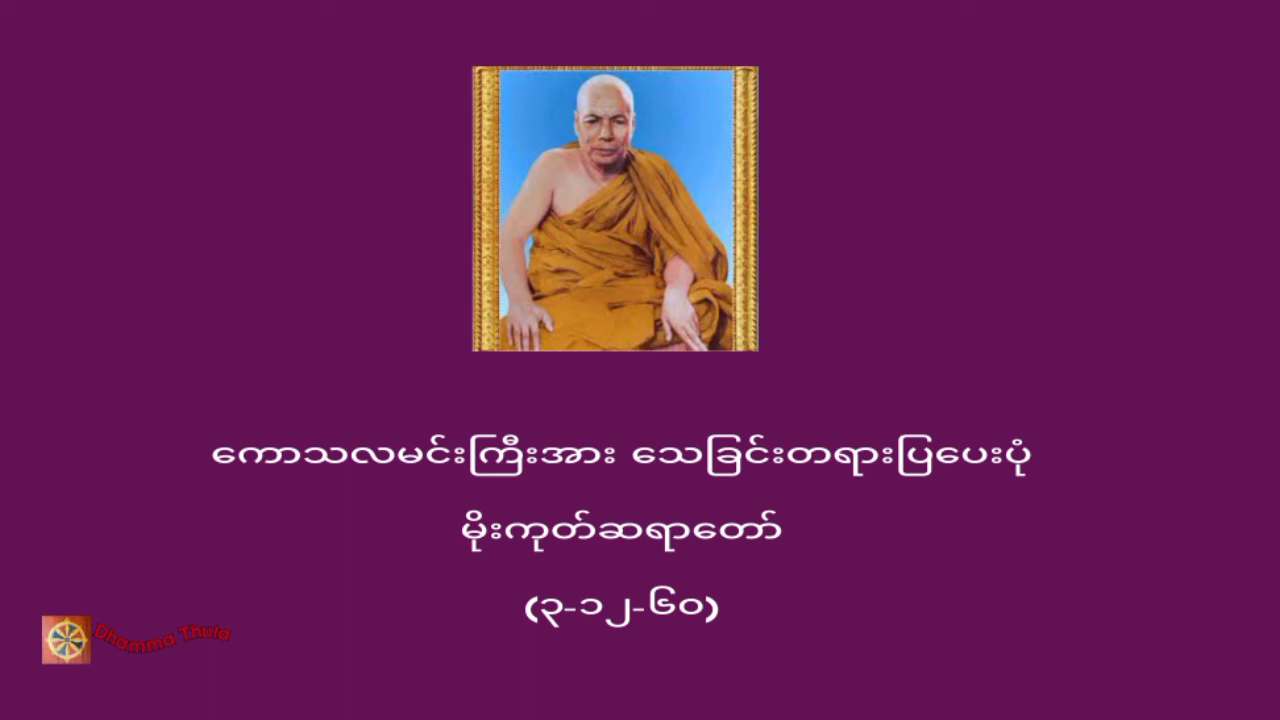 ကောသလမင်းကြီးအား သေခြင်းတရားပြပေးပုံ
မိုးကုတ်ဆရာတော်
(၃-၁၂-၆၀)
Dhamma Thuta